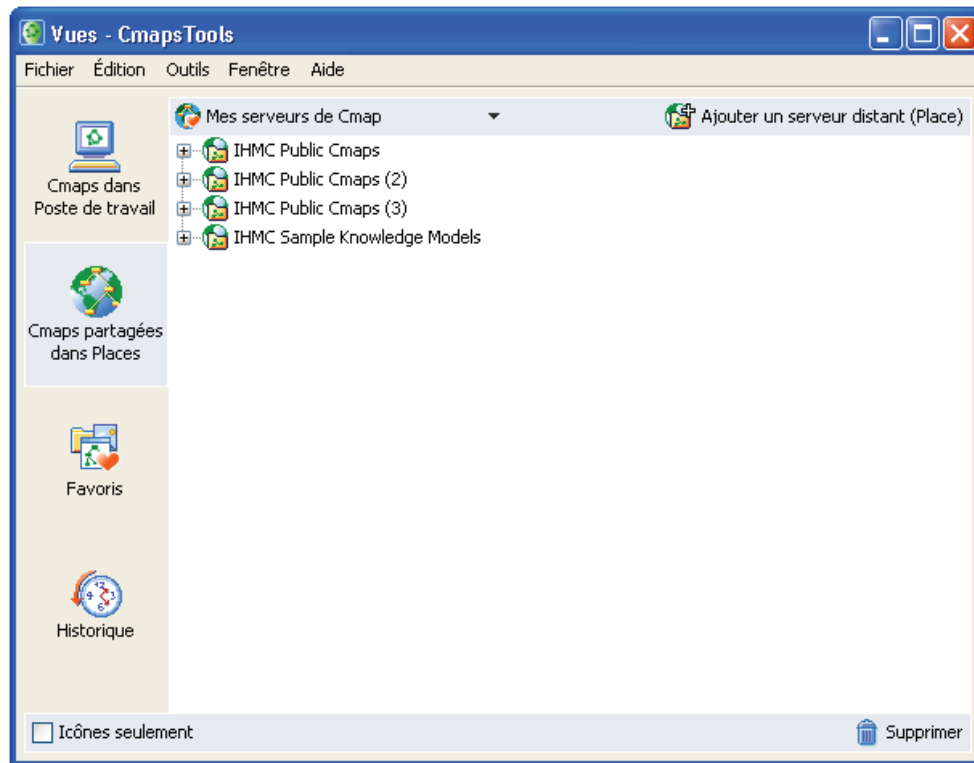 Vues - CmapsTools
Fichier Édition Outils Fenêtre Aide
Mes serveurs de Cmap
Ajouter un serveur distant (Place)
IHMC Public Cmaps
IHMC Public Cmaps (2)
IHMC Public Cmaps (3)
IHMC Sample Knowledge Models
Cmaps dans
Poste de travail
Cmaps partagées
dans Places
Favoris
Historique
Icônes seulement
Supprimer